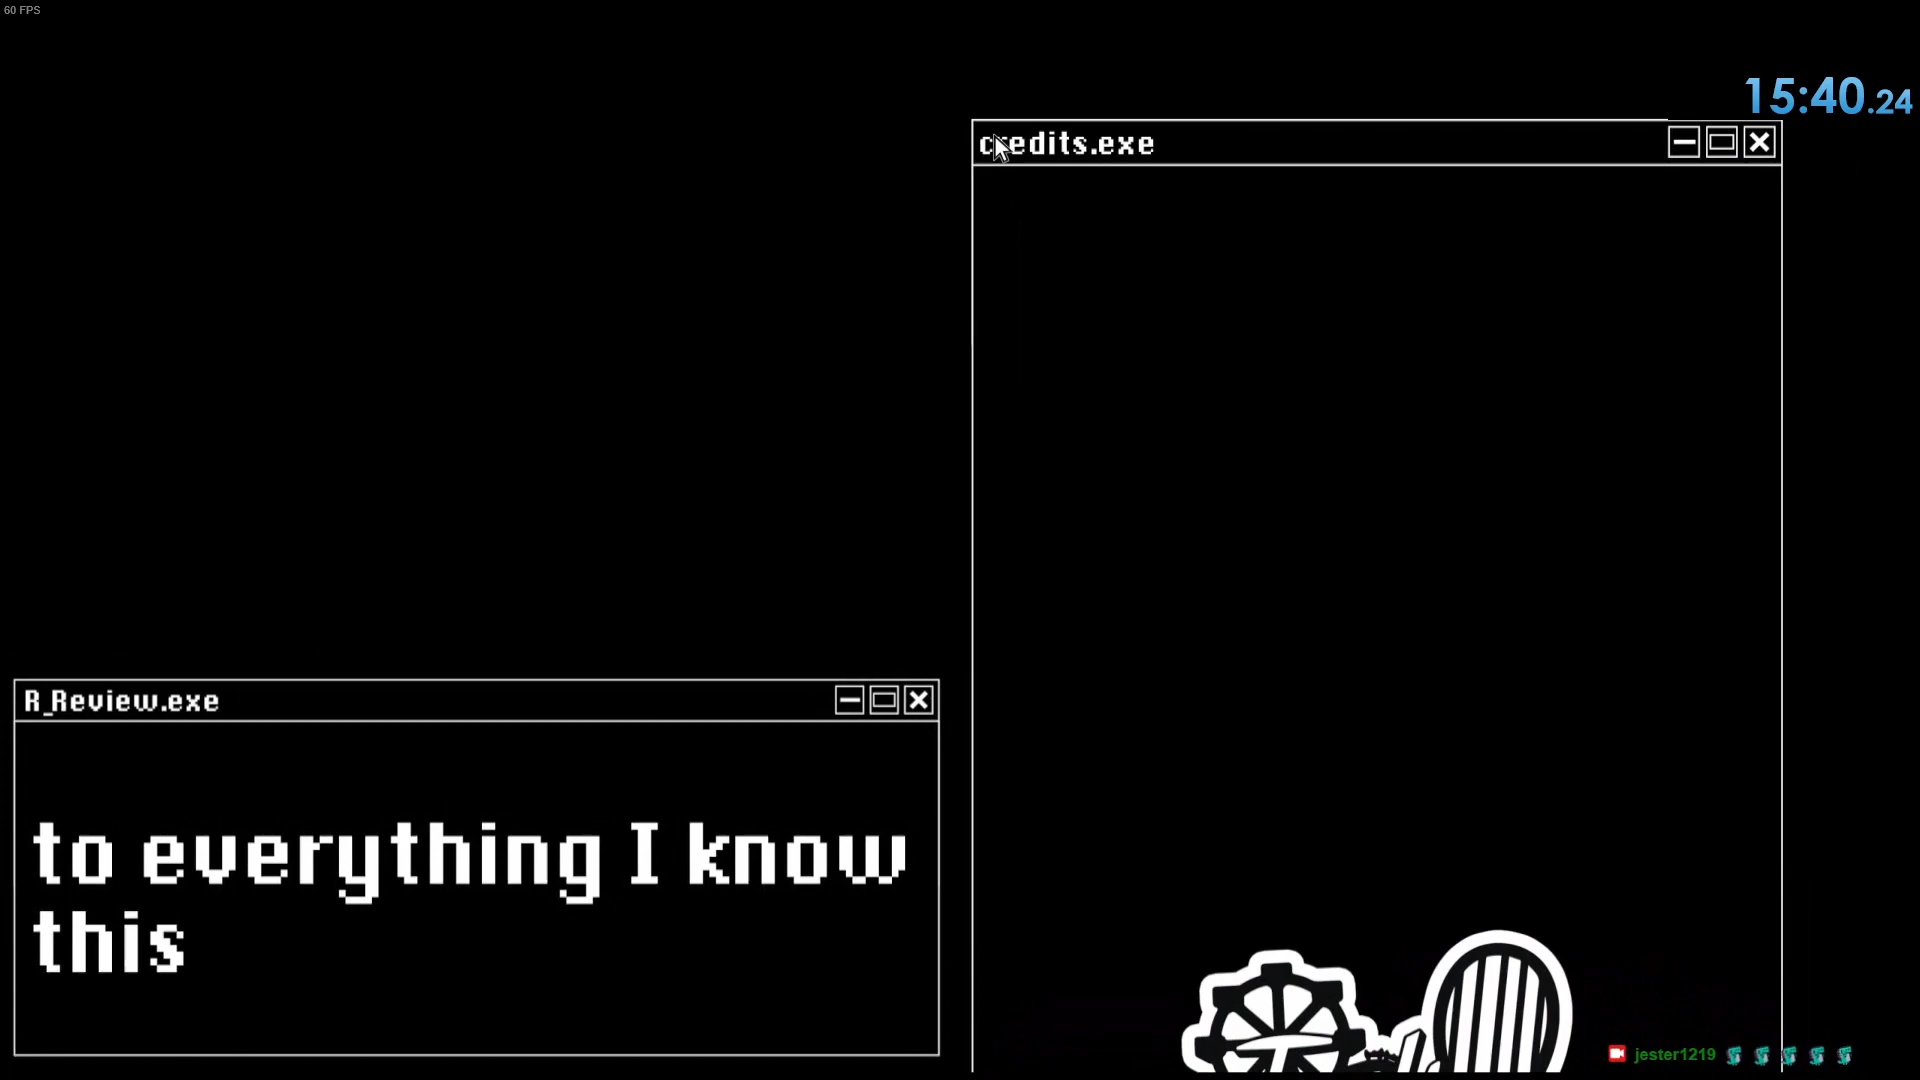 60 FPS
15:40.24
credits.exe
R_Review.exe
to everything I know
this
jester1219